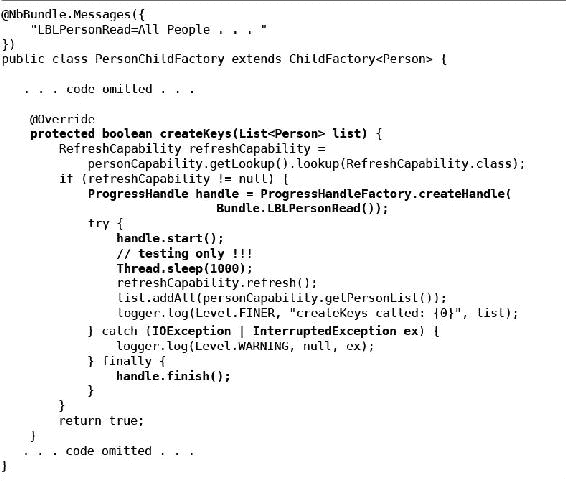 @NbBundle.Messages({
    "LBLPersonRead=All People . . . "
})
public class PersonChildFactory extends ChildFactory<Person> {
   . . . code omitted . . .
    @Override
    protected boolean createKeys(List<Person> list) {
        RefreshCapability refreshCapability =
            personCapability.getLookup().lookup(RefreshCapability.class);
        if (refreshCapability != null) {
            ProgressHandle handle = ProgressHandleFactory.createHandle(
                              Bundle.LBLPersonRead());
            try {
                handle.start();
                // testing only !!!
                Thread.sleep(1000);
                refreshCapability.refresh();
                list.addAll(personCapability.getPersonList());
                logger.log(Level.FINER, "createKeys called: {0}", list);
            } catch (IOException | InterruptedException ex) {
                logger.log(Level.WARNING, null, ex);
            } finally {
                handle.finish();
            }
        }
        return true;
    }
   . . . code omitted . . .
}